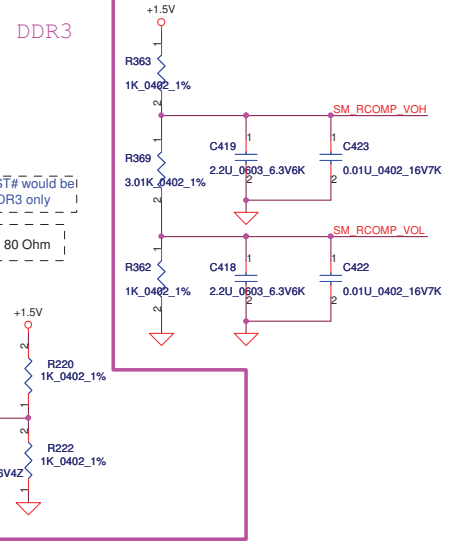 +1.5V
DDR3
1
R363
1K_0402_1%
2
SM_RCOMP_VOH
1
R369
3.01K_0402_1%
2
1
C419
2.2U_0603_6.3V6K
2
1
C423
0.01U_0402_16V7K
2
ST# would be
DR3 only
80 Ohm
SM_RCOMP_VOL
1
R362
1K_0402_1%
2
1
C418
2.2U_0603_6.3V6K
2
1
C422
0.01U_0402_16V7K
2
+1.5V
2
R220
1K_0402_1%
1
2
R222
1K_0402_1%
6V4Z
1